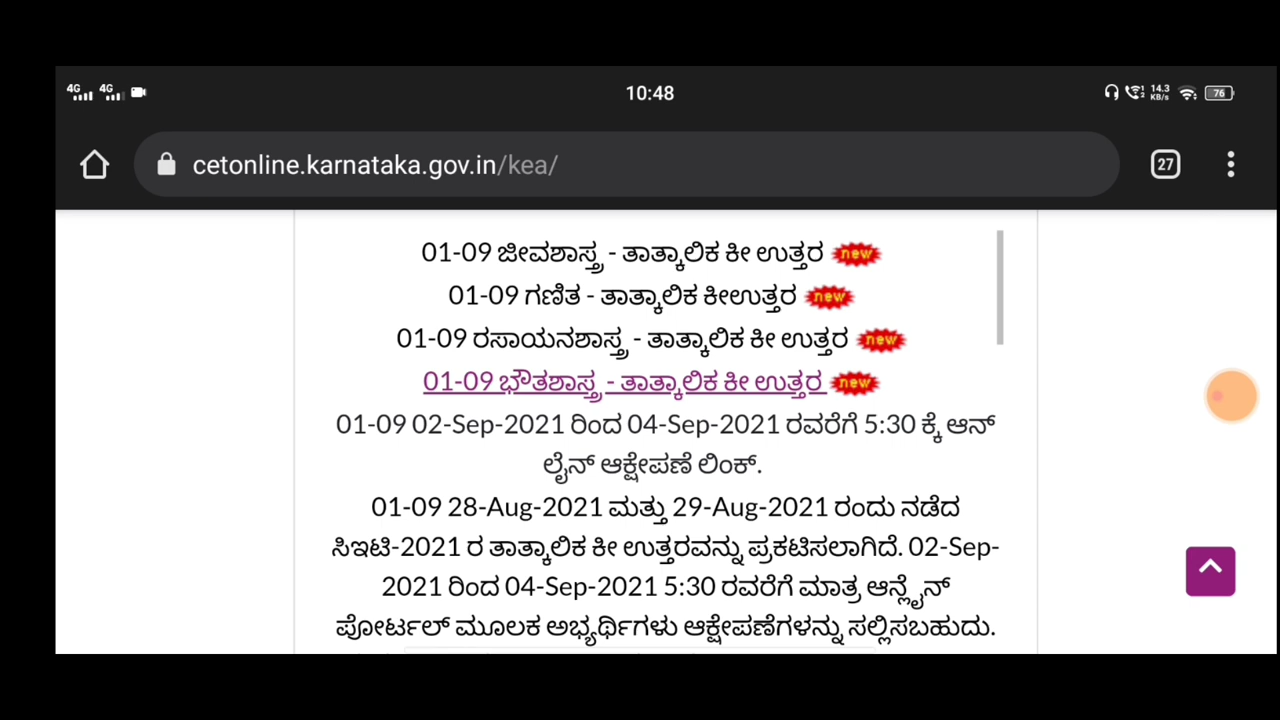 4G 4G 10:48 14.3 KB/s 76
cetonline.karnataka.gov.in/kea/ 27
01-09 ಜೀವಶಾಸ್ತ್ರ - ತಾತ್ಕಾಲಿಕ ಕೀ ಉತ್ತರ new
01-09 ಗಣಿತ - ತಾತ್ಕಾಲಿಕ ಕೀಉತ್ತರ new
01-09 ರಸಾಯನಶಾಸ್ತ್ರ - ತಾತ್ಕಾಲಿಕ ಕೀ ಉತ್ತರ new
01-09 ಭೌತಶಾಸ್ತ್ರ - ತಾತ್ಕಾಲಿಕ ಕೀ ಉತ್ತರ new
01-09 02-Sep-2021 ರಿಂದ 04-Sep-2021 ರವರೆಗೆ 5:30 ಕ್ಕೆ ಆನ್
ಲೈನ್ ಆಕ್ಷೇಪಣೆ ಲಿಂಕ್.
01-09 28-Aug-2021 ಮತ್ತು 29-Aug-2021 ರಂದು ನಡೆದ
ಸಿಇಟಿ-2021 ರ ತಾತ್ಕಾಲಿಕ ಕೀ ಉತ್ತರವನ್ನು ಪ್ರಕಟಿಸಲಾಗಿದೆ. 02-Sep-
2021 ರಿಂದ 04-Sep-2021 5:30 ರವರೆಗೆ ಮಾತ್ರ ಆನ್ಲೈನ್
ಪೋರ್ಟಲ್ ಮೂಲಕ ಅಭ್ಯರ್ಥಿಗಳು ಆಕ್ಷೇಪಣೆಗಳನ್ನು ಸಲ್ಲಿಸಬಹುದು.